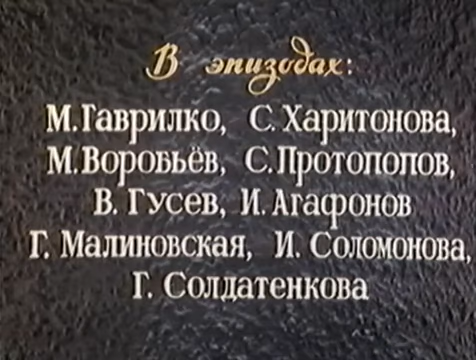 В эпизодах:
М.Гаврилко, С.Харитонова,
М.Воробьёв, С.Протопопов,
В. Гусев, И. Агафонов
Г. Малиновская, И. Соломонова,
Г. Солдатенкова